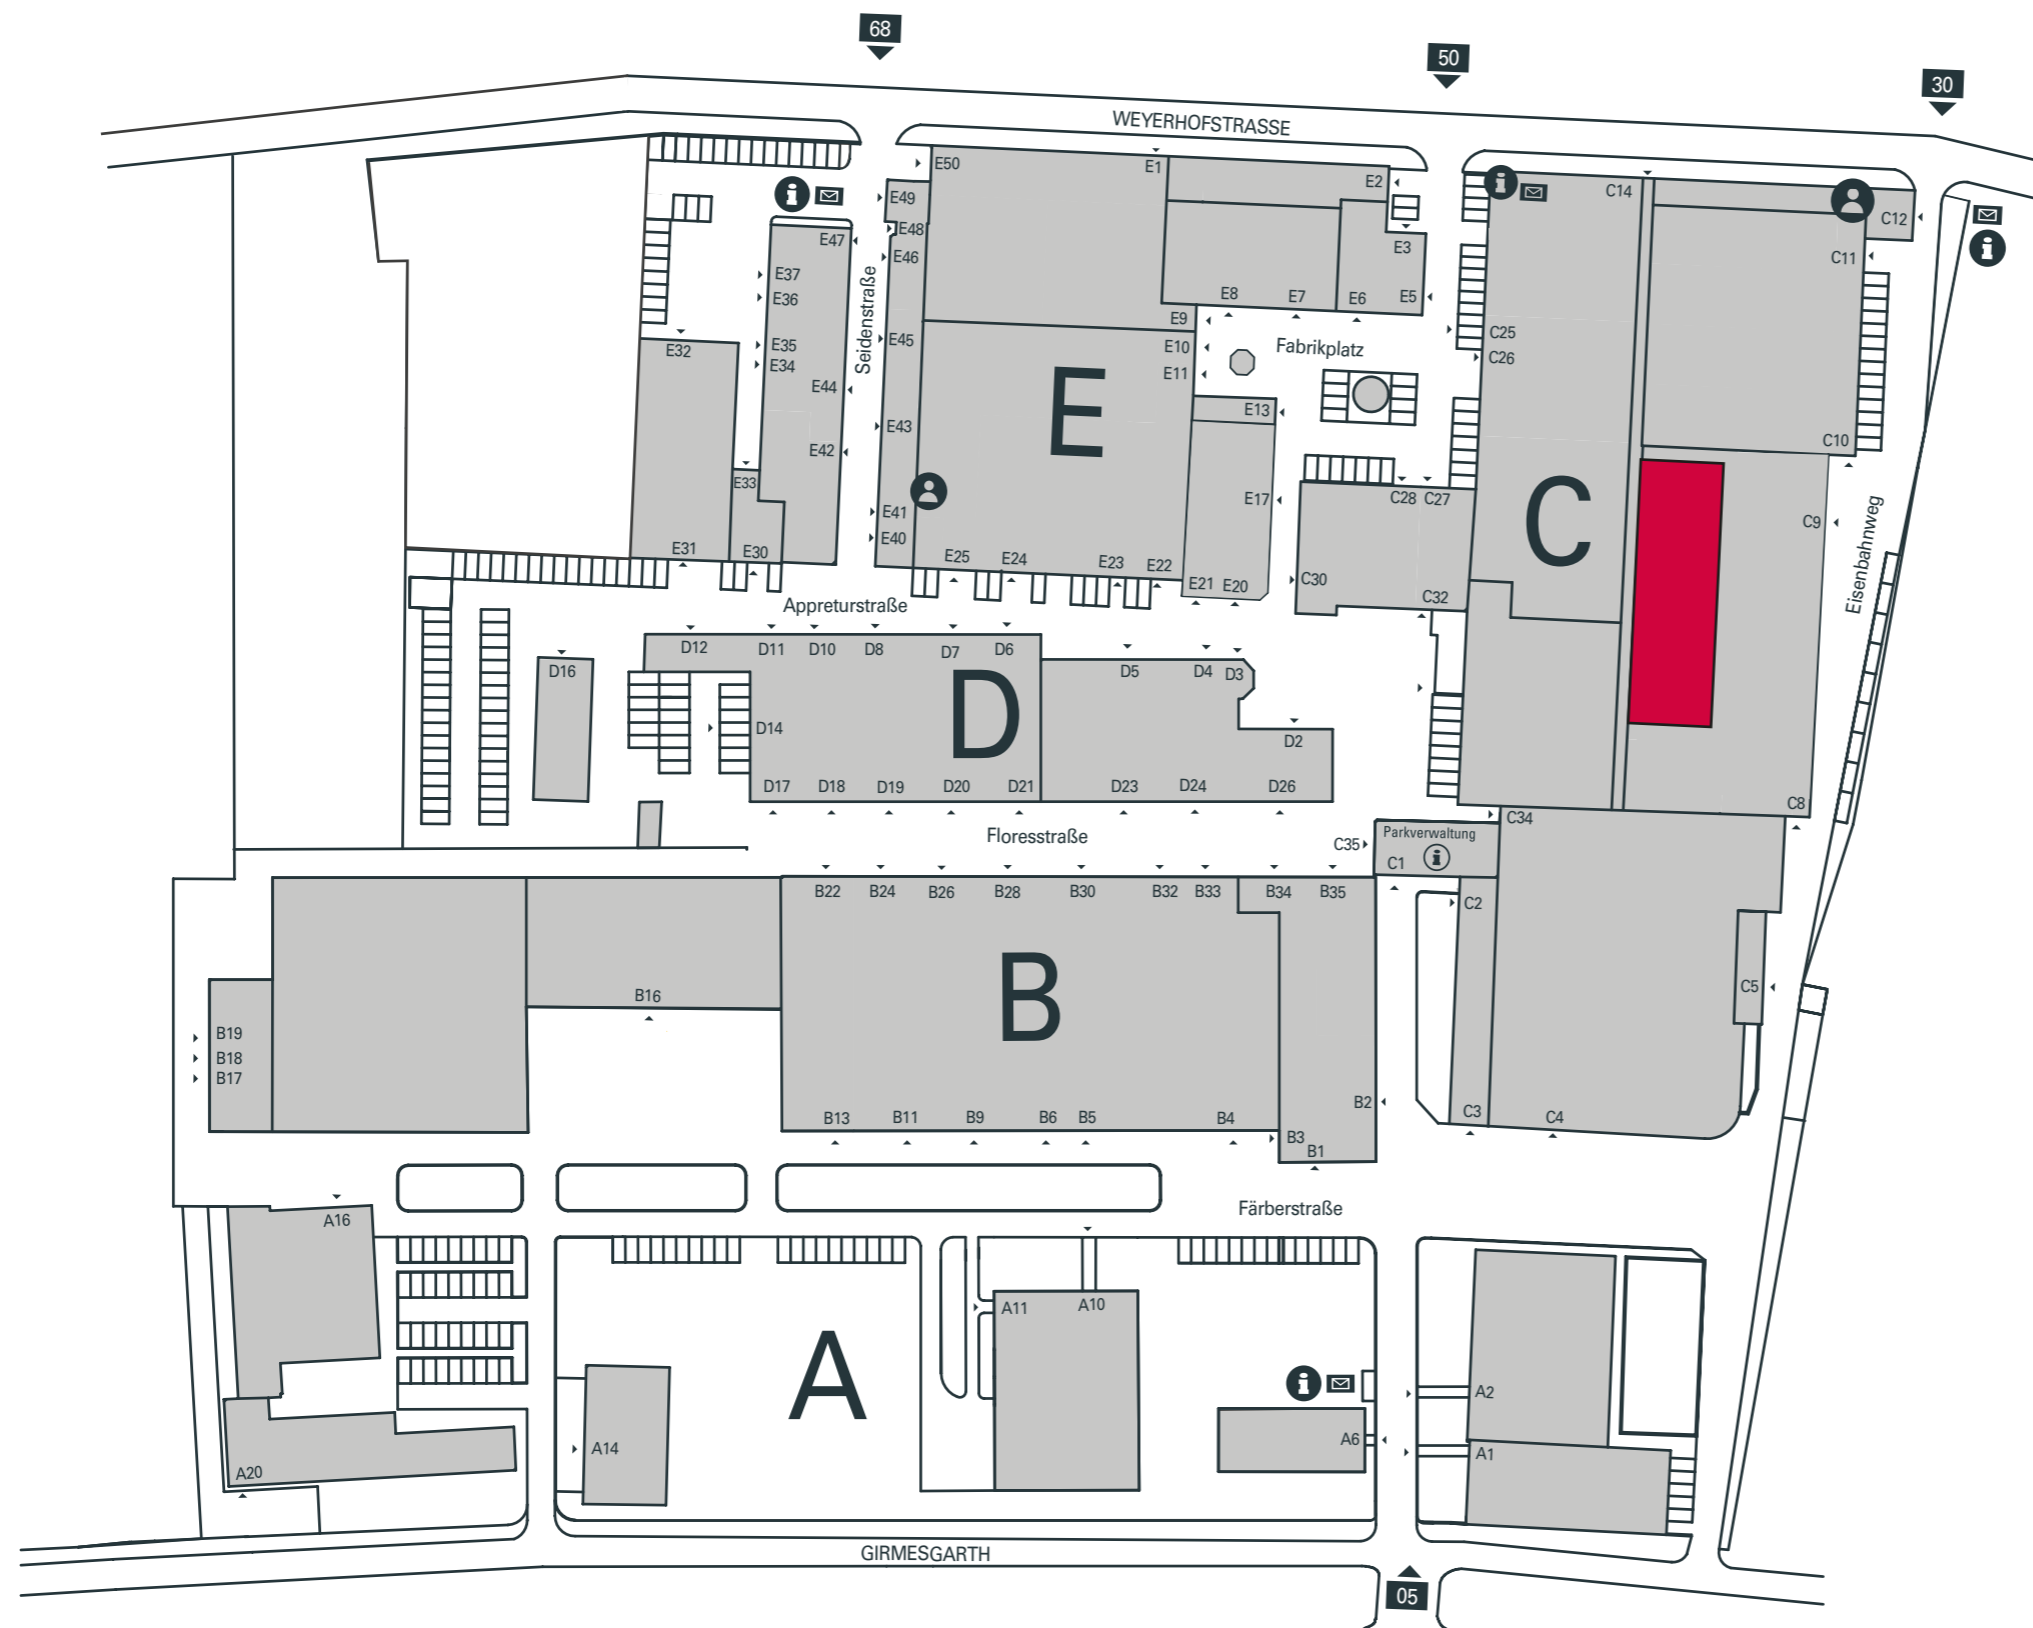 68
50
30
WEYERHOFSTRASSE
E50
E1
E2
C14
C12
E49
E48
E47
E46
E3
C11
E37
E36
E8
E7
E6
E5
Seidenstraße
E9
E45
C25
E35
E32
E10
Fabrikplatz
C26
E34
E11
E44
E
E13
E43
C10
E42
E33
E17
C28
C27
C
E41
C9
E40
Eisenbahnweg
E31
E30
E25
E24
E23
E22
E21
E20
C30
C32
Appreturstraße
D12
D11
D10
D8
D7
D6
D16
D5
D4
D3
D
D14
D2
D17
D18
D19
D20
D21
D23
D24
D26
C8
C34
Floresstraße
Parkverwaltung
C35
C1
B22
B24
B26
B28
B30
B32
B33
B34
B35
C2
B
B16
C5
B19
B18
B17
B2
B13
B11
B9
B6
B5
B4
C3
C4
B3
B1
Färberstraße
A16
A11
A10
A
A2
A14
A6
A1
A20
GIRMESGARTH
05